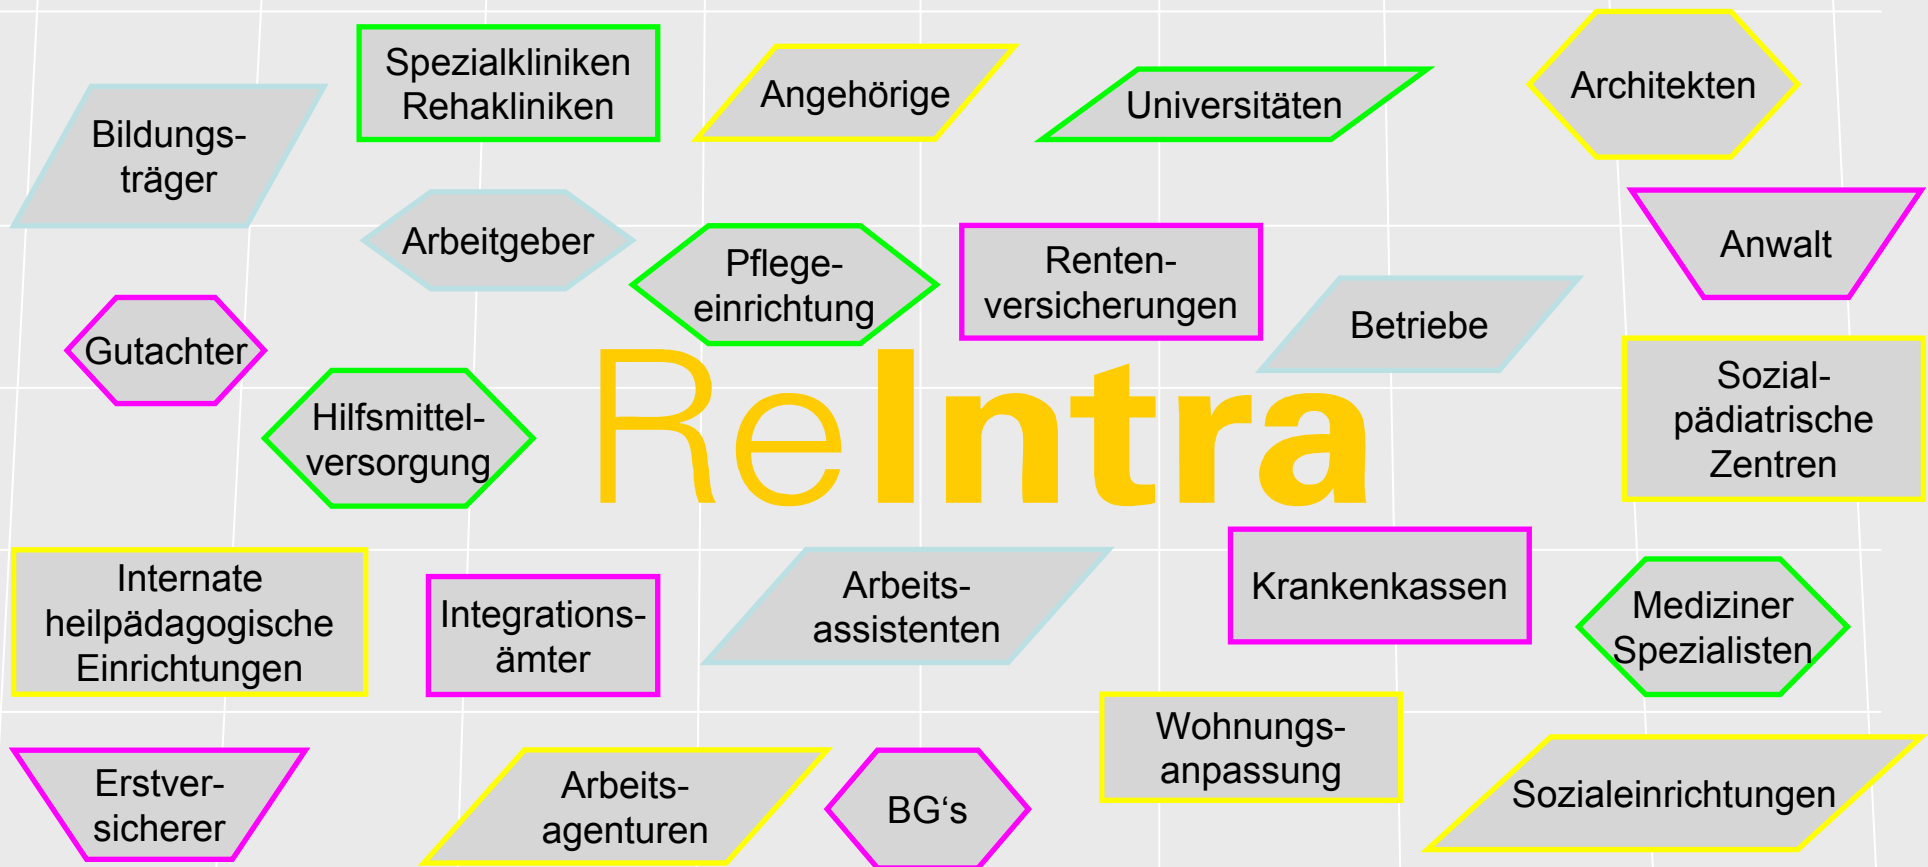 Spezialkliniken
Rehakliniken
Angehörige
Universitäten
Architekten
Bildungs-
träger
Arbeitgeber
Pflege-
einrichtung
Renten-
versicherungen
Anwalt
Betriebe
Gutachter
Hilfsmittel-
versorgung
ReIntra
Sozial-
pädiatrische
Zentren
Internate
heilpädagogische
Einrichtungen
Integrations-
ämter
Arbeits-
assistenten
Krankenkassen
Mediziner
Spezialisten
Erstver-
sicherer
Arbeits-
agenturen
BG‘s
Wohnungs-
anpassung
Sozialeinrichtungen